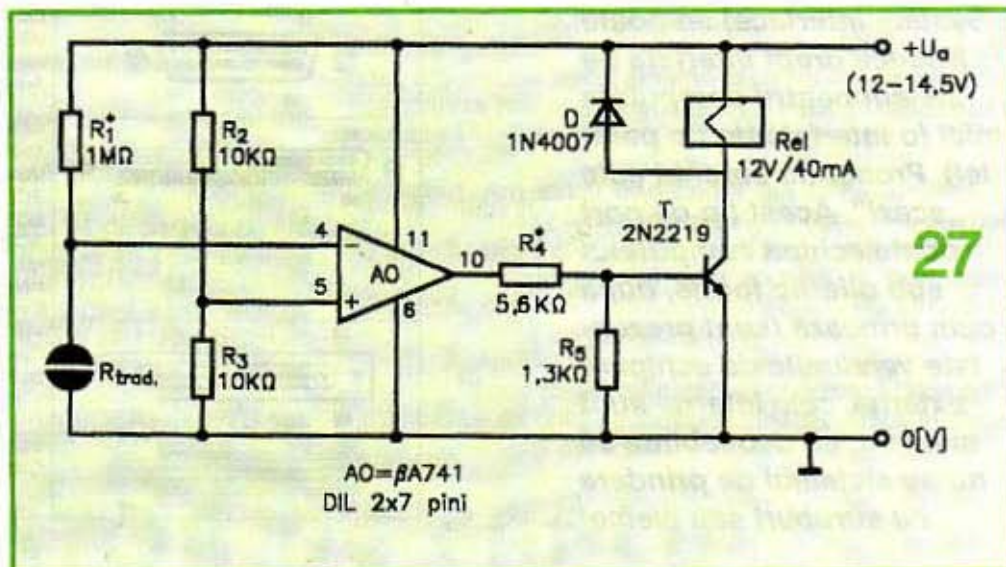 +Ua
(12-14,5V)
R1*
1MΩ
R2
10KΩ
D
1N4007
Rel
12V/40mA
T
2N2219
27
4
-
11
AO
10
R4*
5,6KΩ
5
+
6
R3
10KΩ
Rtrad.
R5
1,3KΩ
0[V]
AO=βA741
DIL 2x7 pini